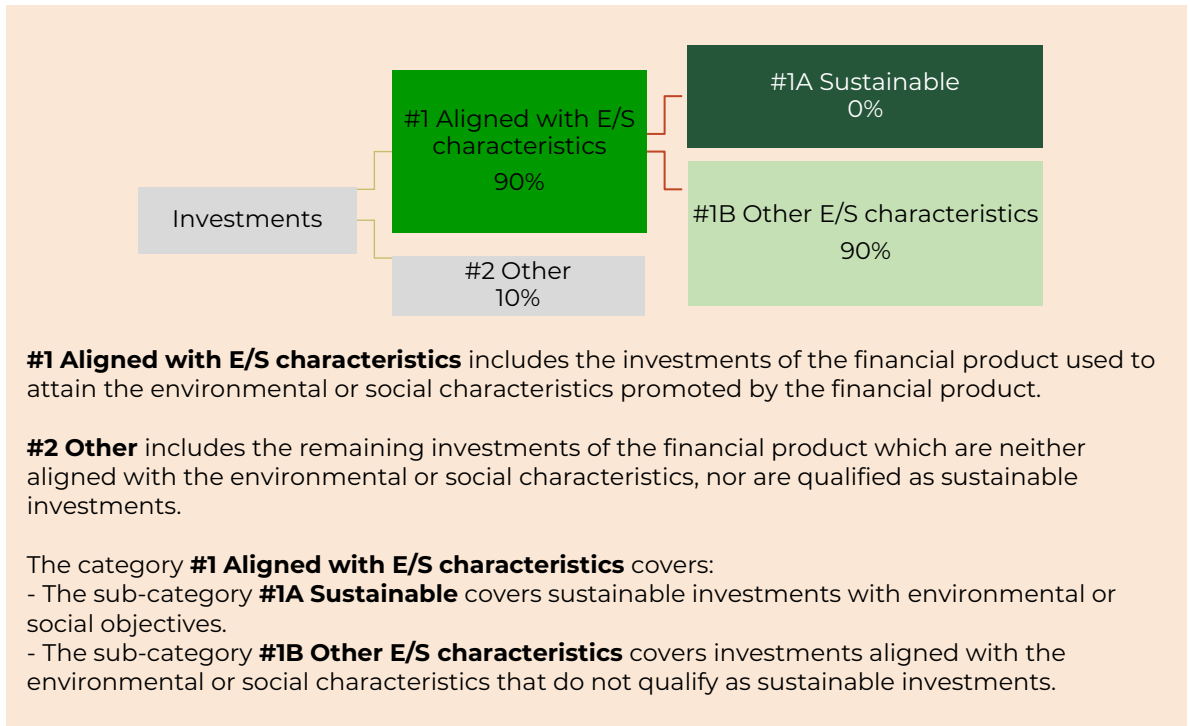 #1A Sustainable
0%
#1 Aligned with E/S
characteristics
90%
#1B Other E/S characteristics
90%
Investments
#2 Other
10%
#1 Aligned with E/S characteristics includes the investments of the financial product used to
attain the environmental or social characteristics promoted by the financial product.
#2 Other includes the remaining investments of the financial product which are neither
aligned with the environmental or social characteristics, nor are qualified as sustainable
investments.
The category #1 Aligned with E/S characteristics covers:
- The sub-category #1A Sustainable covers sustainable investments with environmental or
social objectives.
- The sub-category #1B Other E/S characteristics covers investments aligned with the
environmental or social characteristics that do not qualify as sustainable investments.